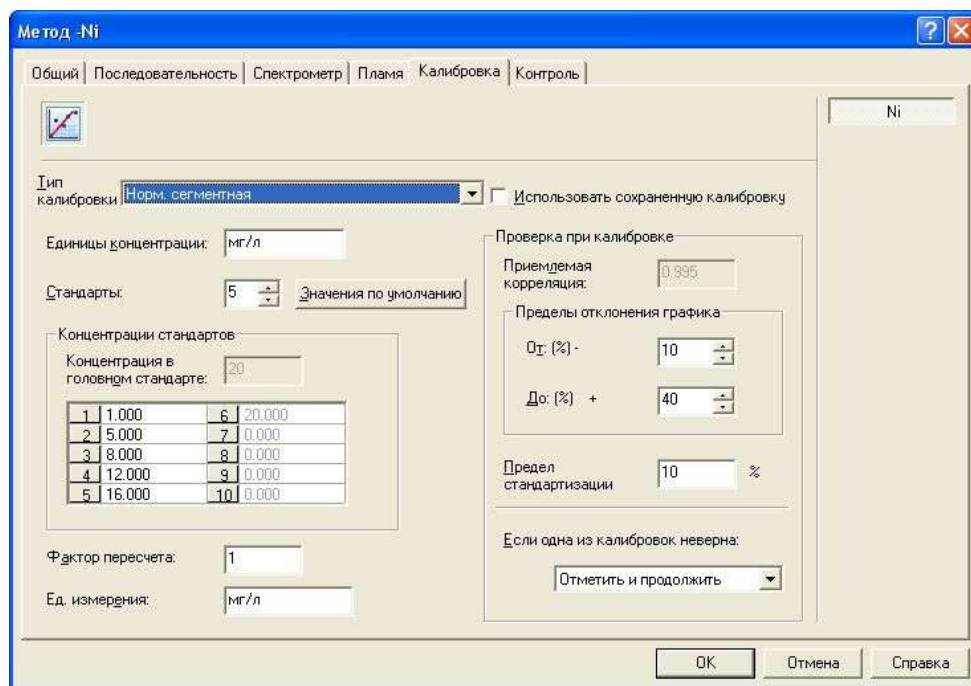 Метод -Ni
Общий Последовательность Спектрометр Пламя Калибровка Контроль
Ni
Тип калибровки
Норм. сегментная
Использовать сохраненную калибровку
Единицы концентрации: мг/л
Стандарты: 5 Значения по умолчанию
Концентрации стандартов
Концентрация в
головном стандарте: 20
1 1.000 6 20.000
2 5.000 7 0.000
3 8.000 8 0.000
4 12.000 9 0.000
5 16.000 10 0.000
Фактор пересчета: 1
Ед. измерения: мг/л
Проверка при калибровке
Приемлемая
корреляция: 0.995
Пределы отклонения графика
От: (%) - 10
До: (%) + 40
Предел
стандартизации 10 %
Если одна из калибровок неверна:
Отметить и продолжить
OK Отмена Справка